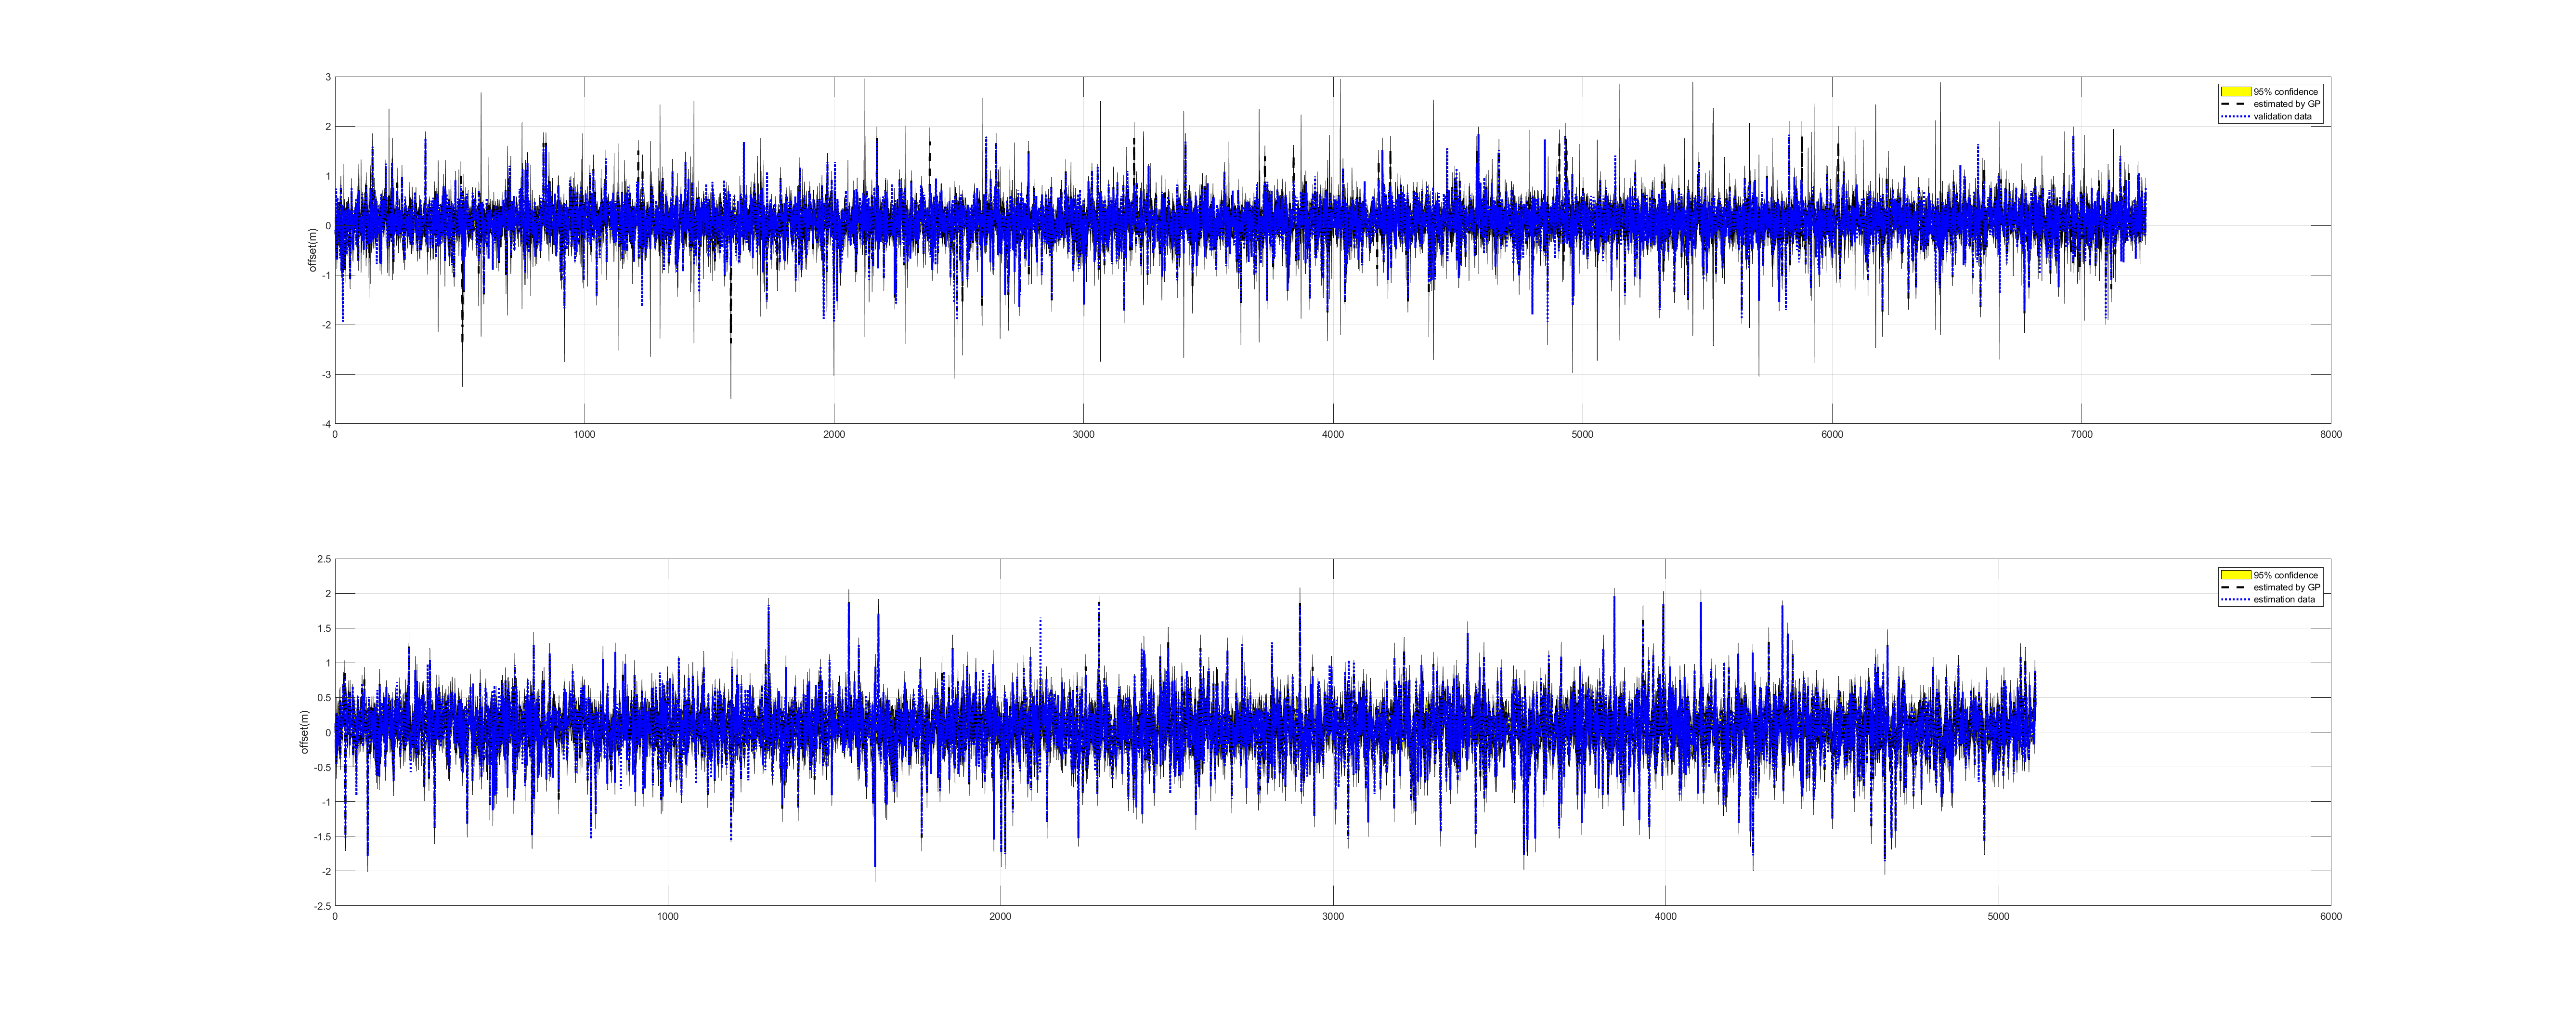 3
2
1
0
-1
-2
-3
-4
offset(m)
0 1000 2000 3000 4000 5000 6000 7000 8000
95% confidence
estimated by GP
validation data
2.5
2
1.5
1
0.5
0
-0.5
-1
-1.5
-2
-2.5
offset(m)
0 1000 2000 3000 4000 5000 6000
95% confidence
estimated by GP
estimation data